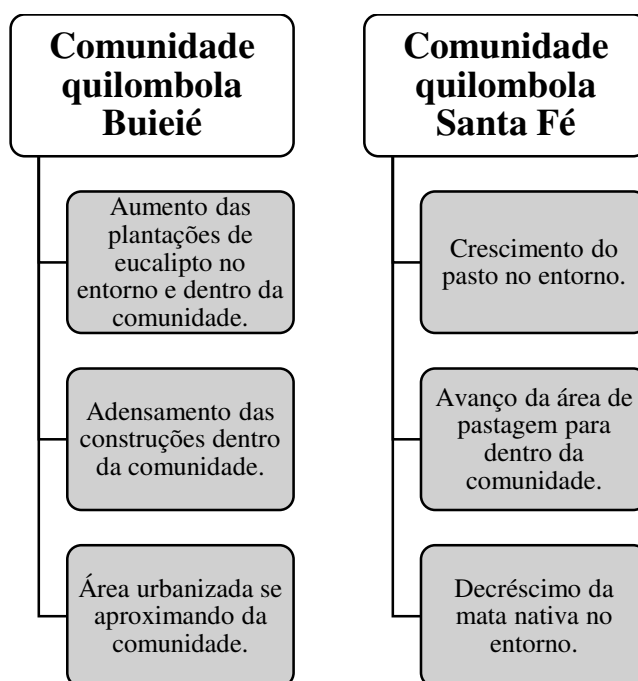 Comunidade
quilombola
Buieié
Aumento das
plantações de
eucalipto no
entorno e dentro da
comunidade.
Adensamento das
construções dentro
da comunidade.
Área urbanizada se
aproximando da
comunidade.
Comunidade
quilombola
Santa Fé
Crescimento do
pasto no entorno.
Avanço da área de
pastagem para
dentro da
comunidade.
Decréscimo da
mata nativa no
entorno.